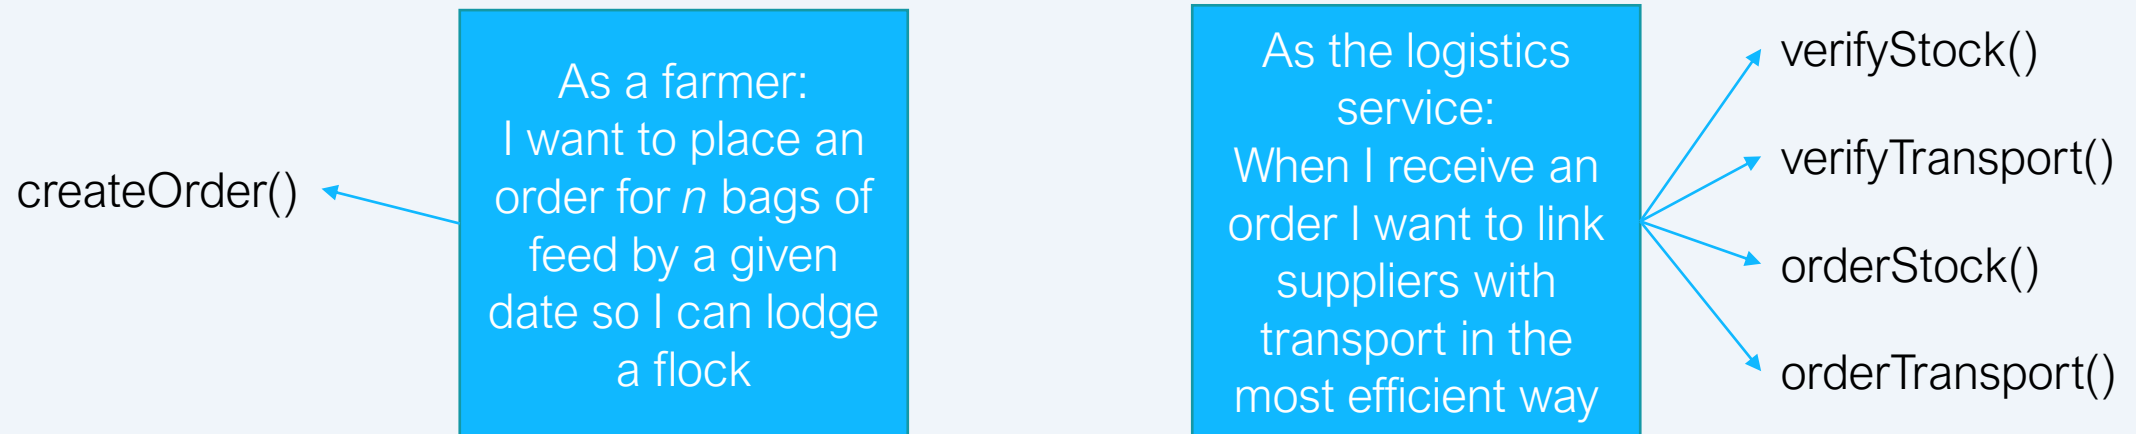 createOrder()
As a farmer:
I want to place an
order for n bags of
feed by a given
date so I can lodge
a flock
As the logistics
service:
When I receive an
order I want to link
suppliers with
transport in the
most efficient way
verifyStock()
verifyTransport()
orderStock()
orderTransport()